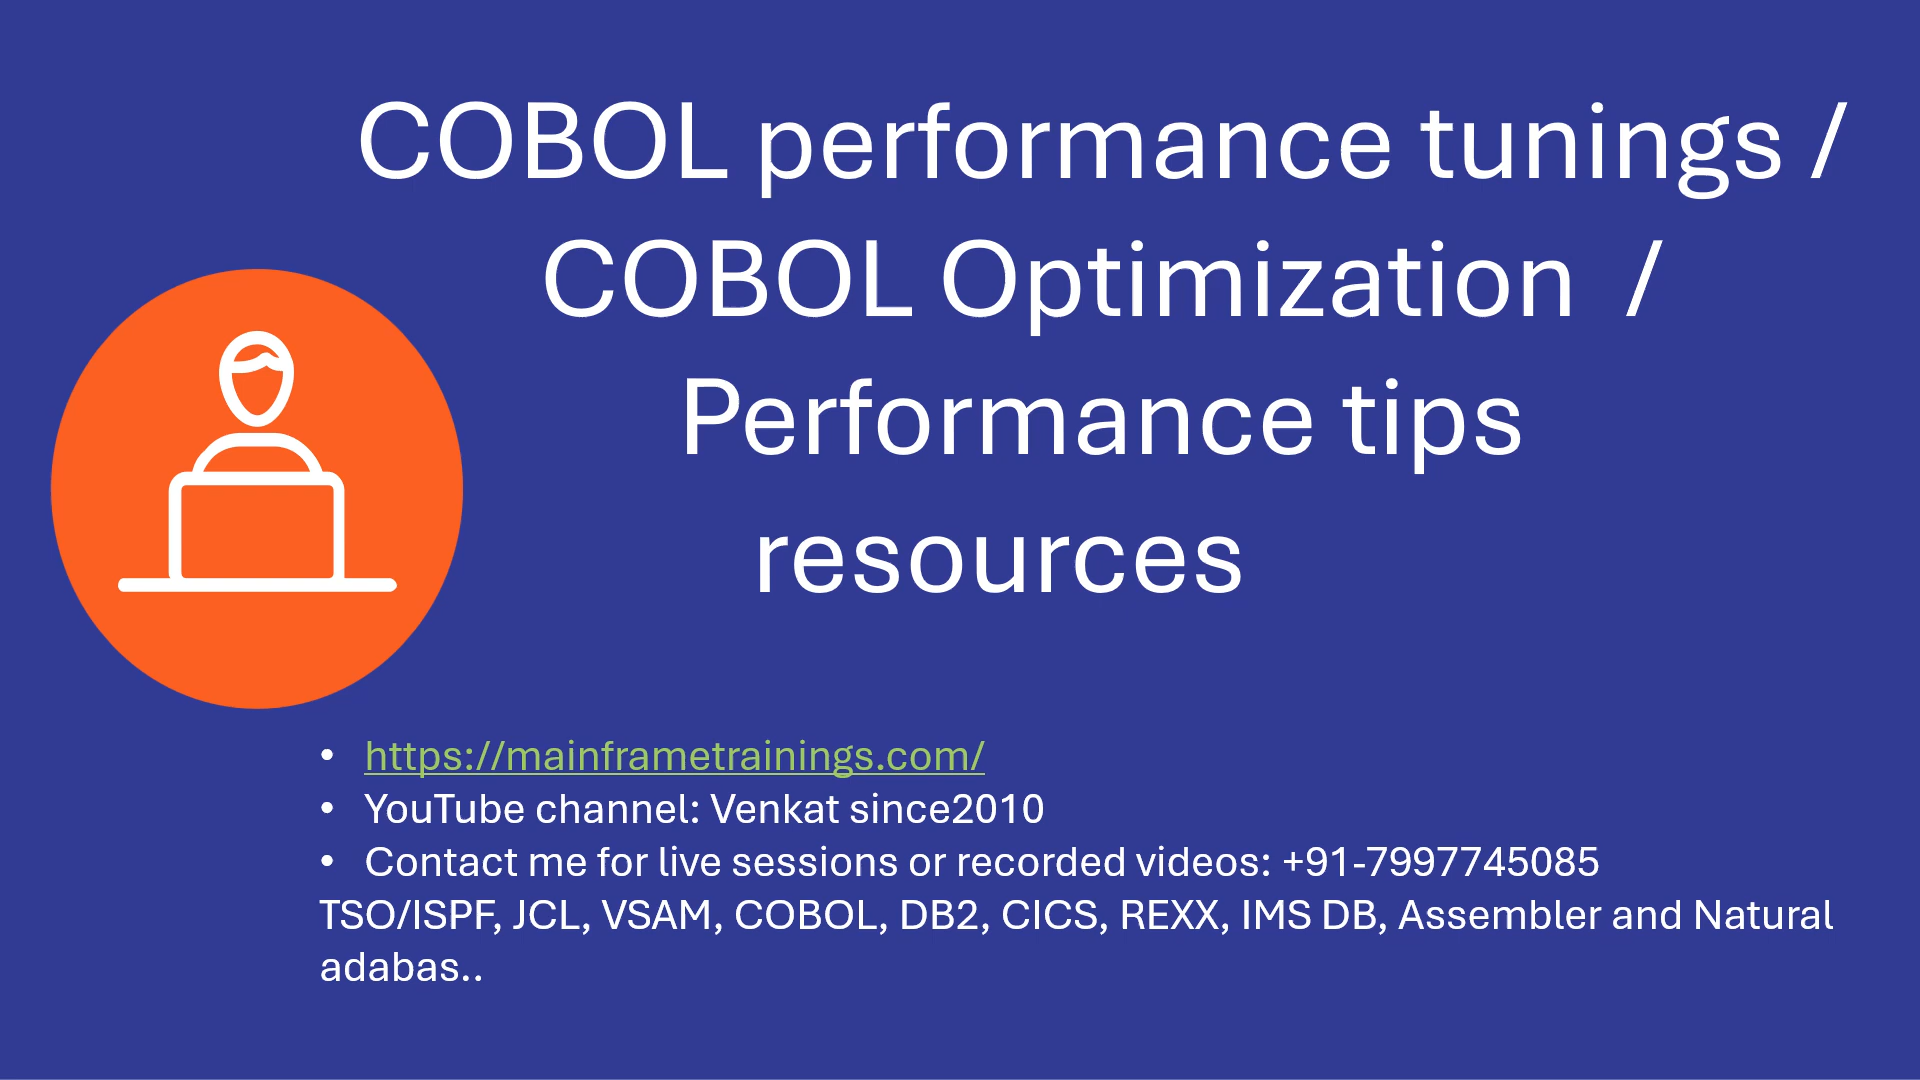 COBOL performance tunings /
COBOL Optimization /
Performance tips
resources
• https://mainframetrainings.com/
• YouTube channel: Venkat since2010
• Contact me for live sessions or recorded videos: +91-7997745085
TSO/ISPF, JCL, VSAM, COBOL, DB2, CICS, REXX, IMS DB, Assembler and Natural
adabas..